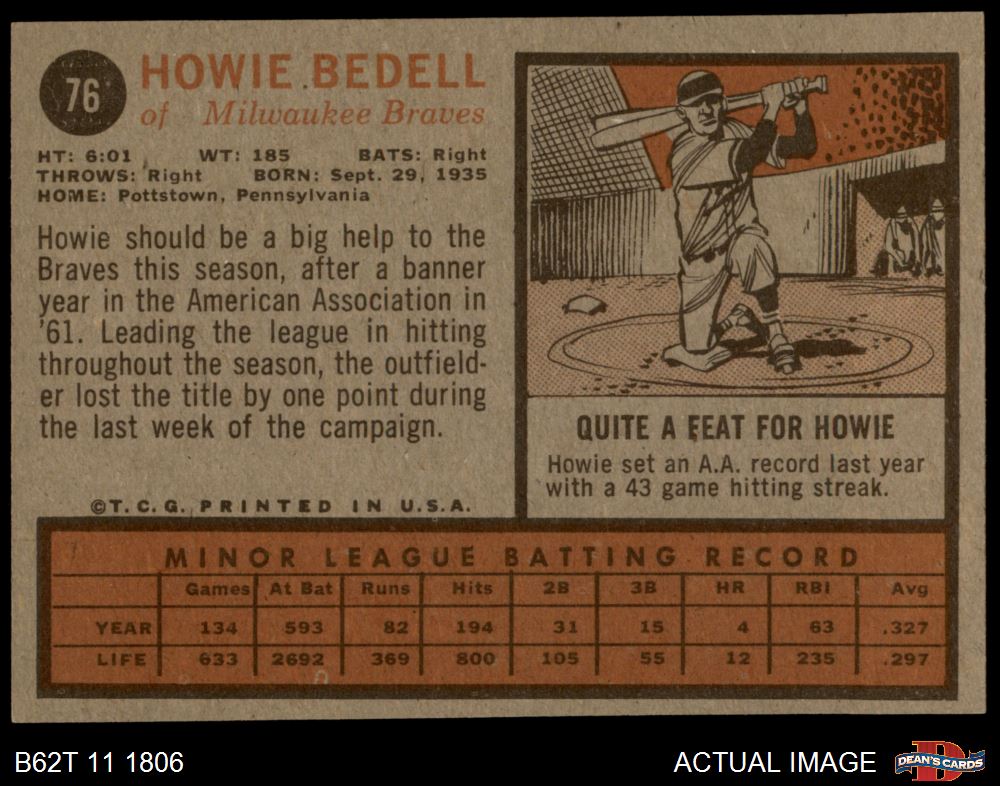 76
HOWIE BEDELL
of Milwaukee Braves
HT: 6:01 WT: 185 BATS: Right
THROWS: Right BORN: Sept. 29, 1935
HOME: Pottstown, Pennsylvania
Howie should be a big help to the
Braves this season, after a banner
year in the American Association in
'61. Leading the league in hitting
throughout the season, the outfield-
er lost the title by one point during
the last week of the campaign.
©T.C.G. PRINTED IN U.S.A.
QUITE A FEAT FOR HOWIE
Howie set an A.A. record last year
with a 43 game hitting streak.
MINOR LEAGUE BATTING RECORD
Games At Bat Runs Hits 2B 3B HR RBI Avg
YEAR 134 593 82 194 31 15 4 63 .327
LIFE 633 2692 369 800 105 55 12 235 .297
B62T 11 1806
ACTUAL IMAGE
DEAN'S CARDS